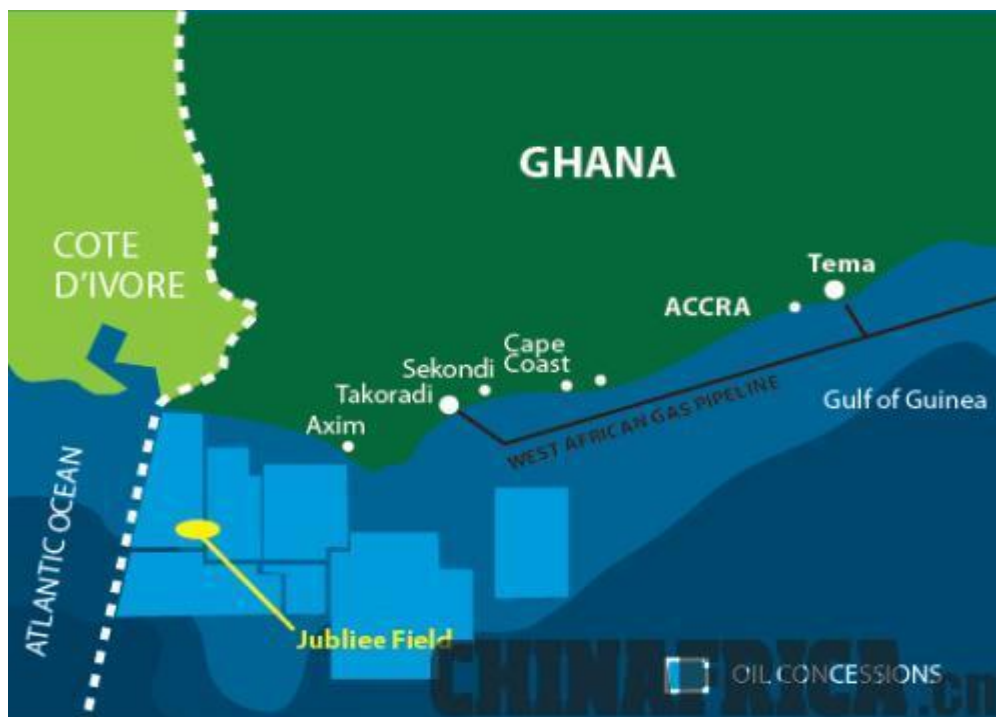 GHANA
COTE
D'IVORE
Tema
ACCRA
Cape
Coast
Sekondi
Takoradi
Axim
WEST AFRICAN GAS PIPELINE
Gulf of Guinea
ATLANTIC OCEAN
Jubliee Field
OIL CONCESSIONS
CHINAFRICA.cn